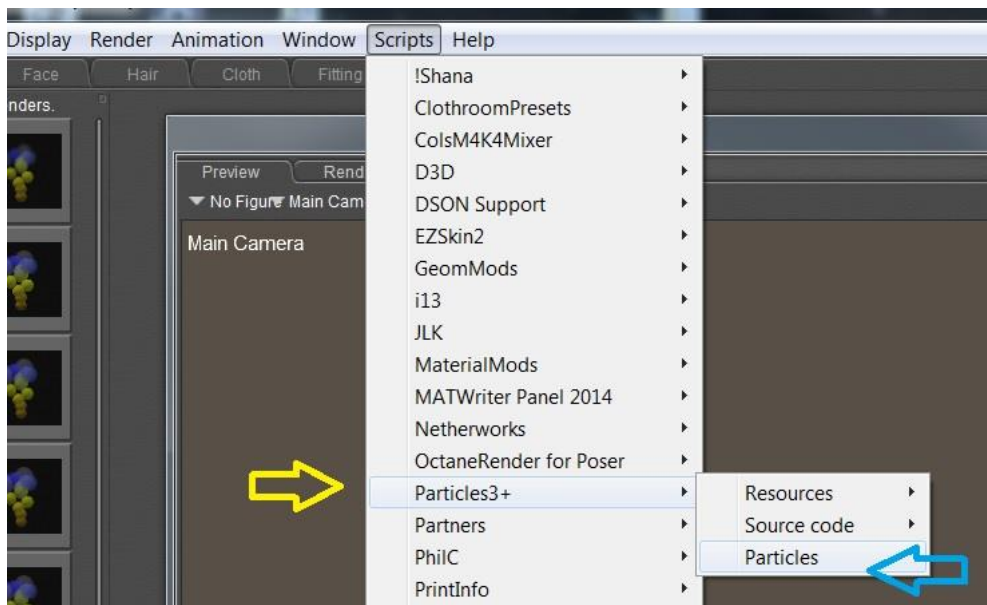 Display Render Animation Window Scripts Help
Face Hair Cloth Fitting
nders.
Preview Rend
No Figure Main Cam
Main Camera
!Shana
ClothroomPresets
ColsM4K4Mixer
D3D
DSON Support
EZSkin2
GeomMods
i13
JLK
MaterialMods
MATWriter Panel 2014
Netherworks
OctaneRender for Poser
Particles3+
Partners
PhilC
PrintInfo
Resources
Source code
Particles